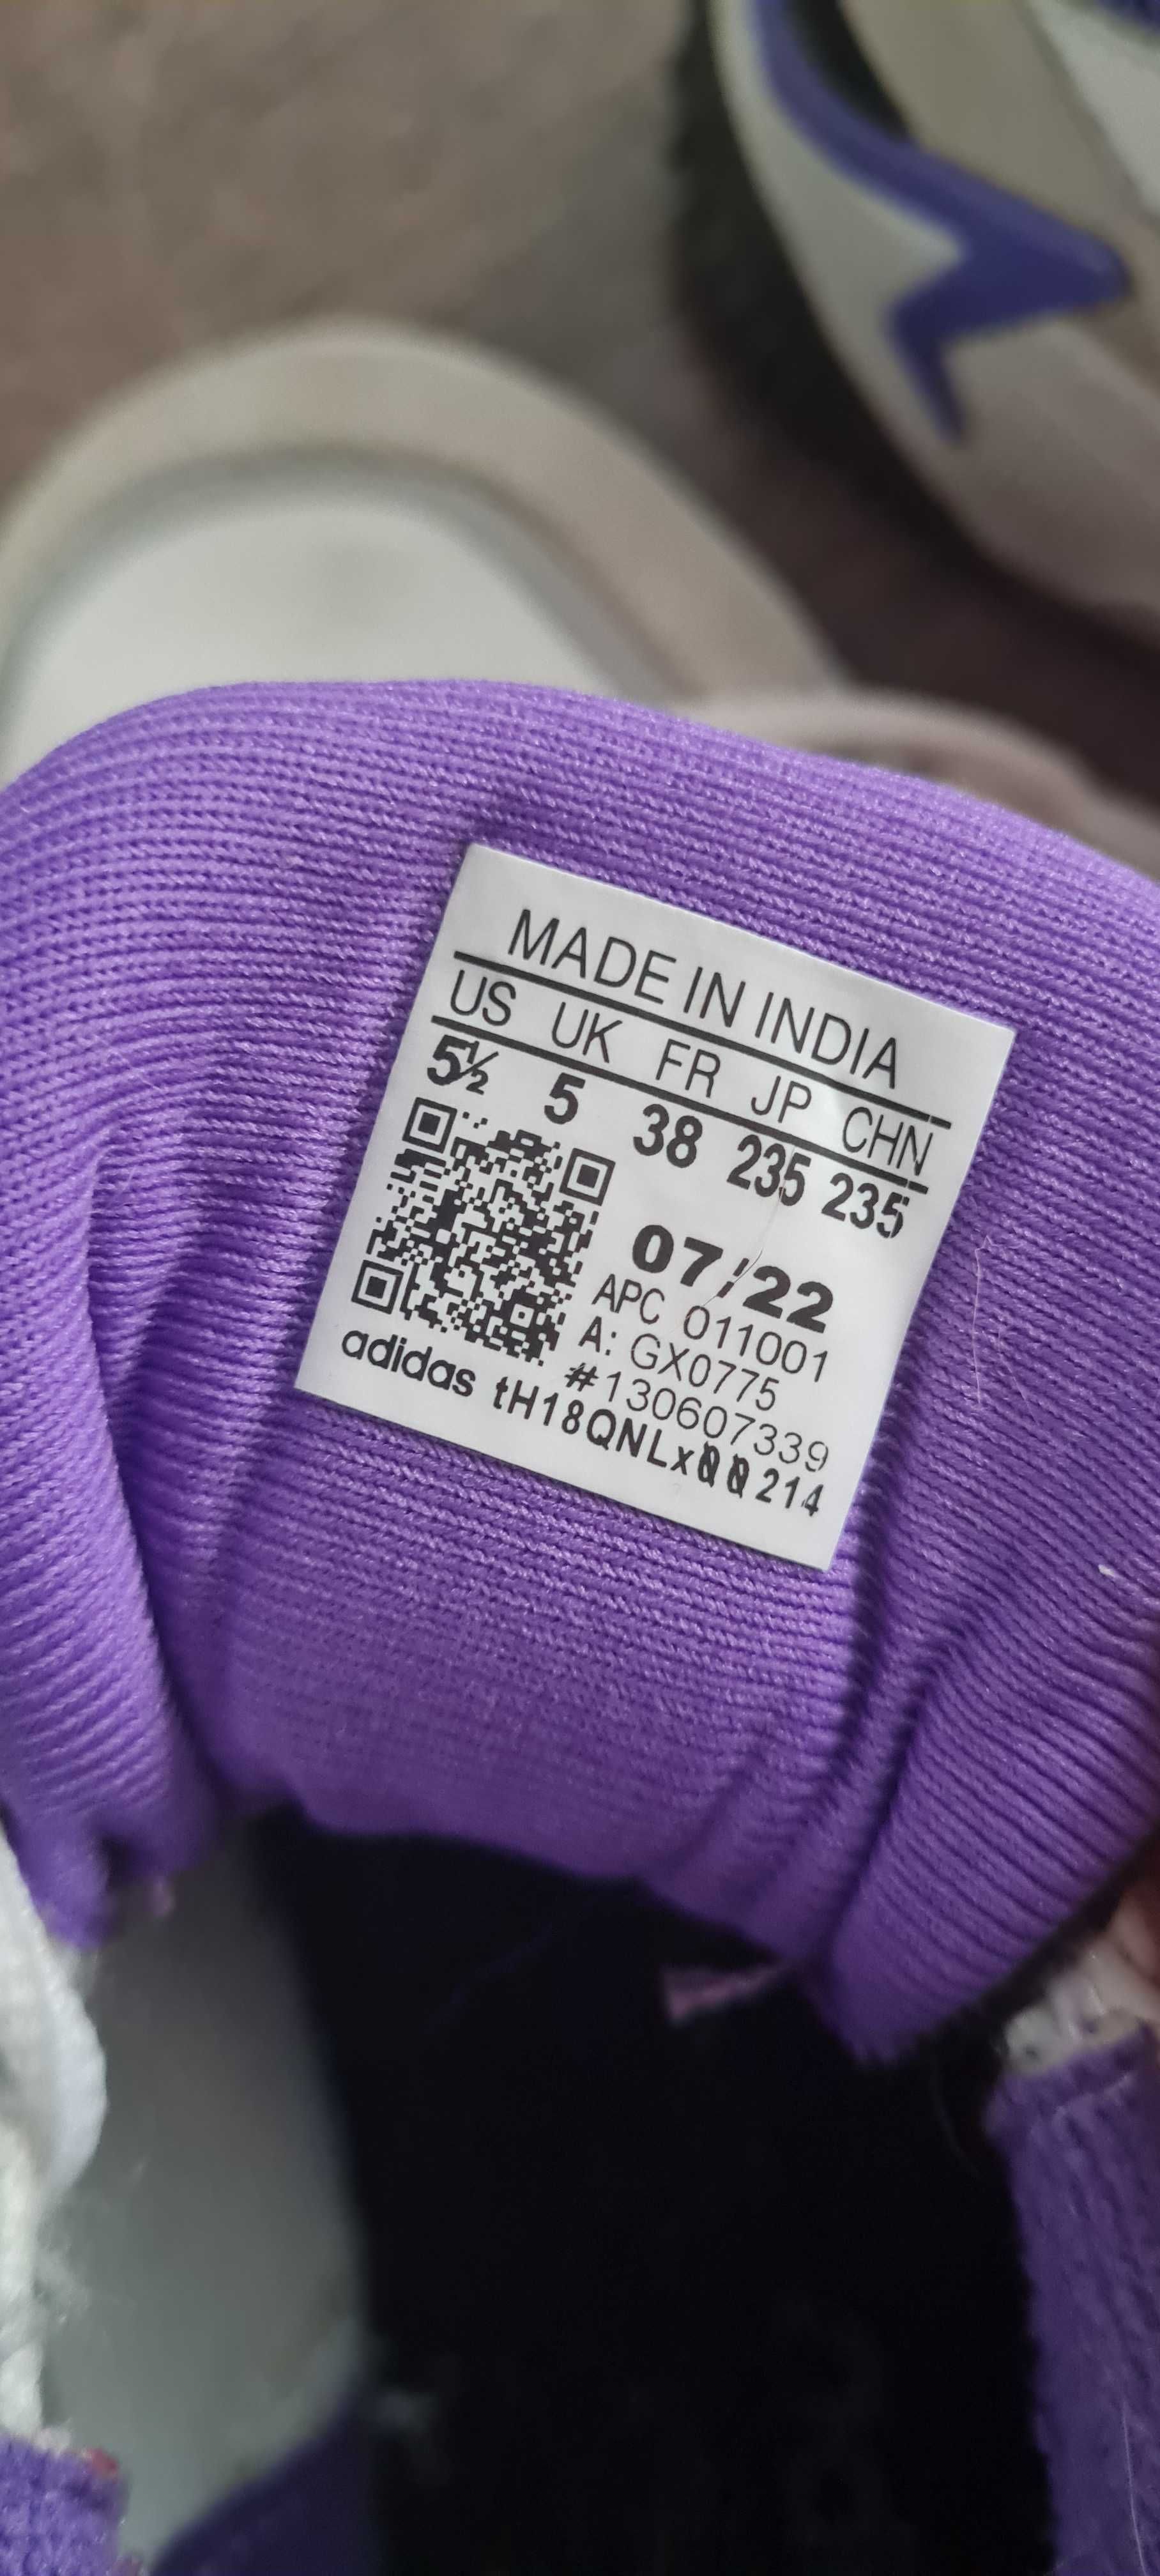 MADE IN INDIA
US UK FR JP CHN
5½ 5 38 235 235
07/22
APC 011001
A: GX0775
#130607339
adidas tH18QNLx00214